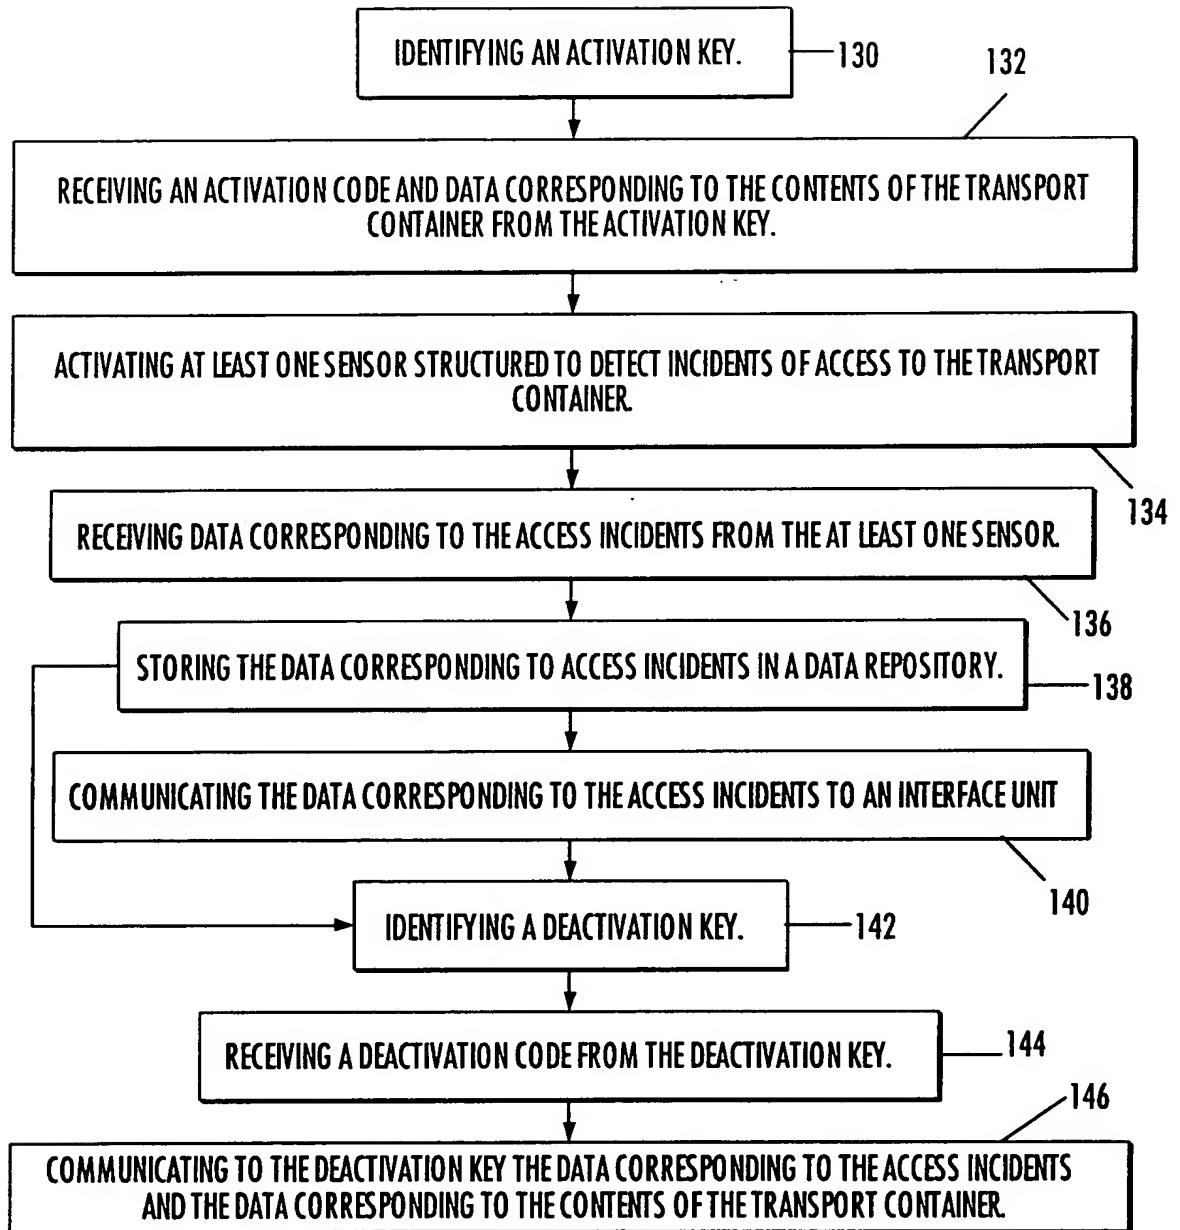 IDENTIFYING AN ACTIVATION KEY.
130
132
RECEIVING AN ACTIVATION CODE AND DATA CORRESPONDING TO THE CONTENTS OF THE TRANSPORT
CONTAINER FROM THE ACTIVATION KEY.
ACTIVATING AT LEAST ONE SENSOR STRUCTURED TO DETECT INCIDENTS OF ACCESS TO THE TRANSPORT
CONTAINER.
134
RECEIVING DATA CORRESPONDING TO THE ACCESS INCIDENTS FROM THE AT LEAST ONE SENSOR.
136
STORING THE DATA CORRESPONDING TO ACCESS INCIDENTS IN A DATA REPOSITORY.
138
COMMUNICATING THE DATA CORRESPONDING TO THE ACCESS INCIDENTS TO AN INTERFACE UNIT
140
IDENTIFYING A DEACTIVATION KEY.
142
RECEIVING A DEACTIVATION CODE FROM THE DEACTIVATION KEY.
144
146
COMMUNICATING TO THE DEACTIVATION KEY THE DATA CORRESPONDING TO THE ACCESS INCIDENTS
AND THE DATA CORRESPONDING TO THE CONTENTS OF THE TRANSPORT CONTAINER.